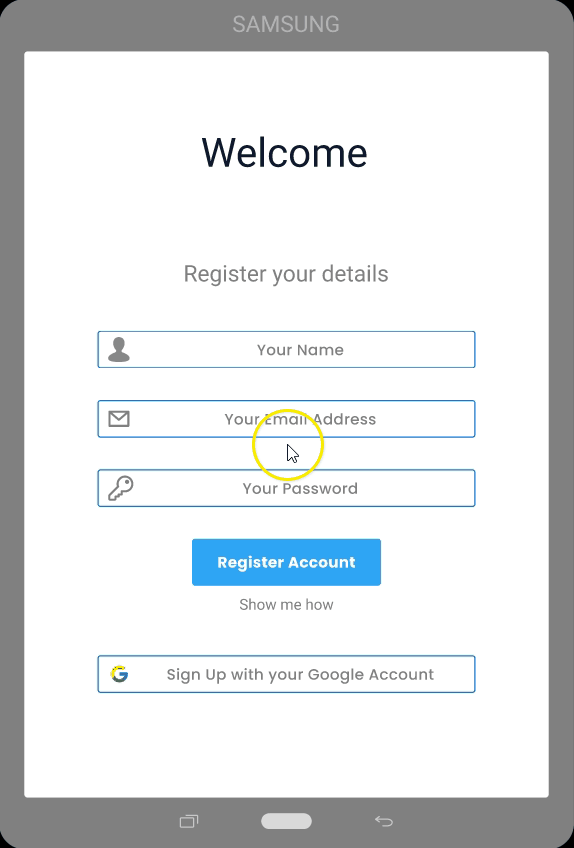 SAMSUNG
Welcome
Register your details
Your Name
Your Email Address
Your Password
Register Account
Show me how
Sign Up with your Google Account